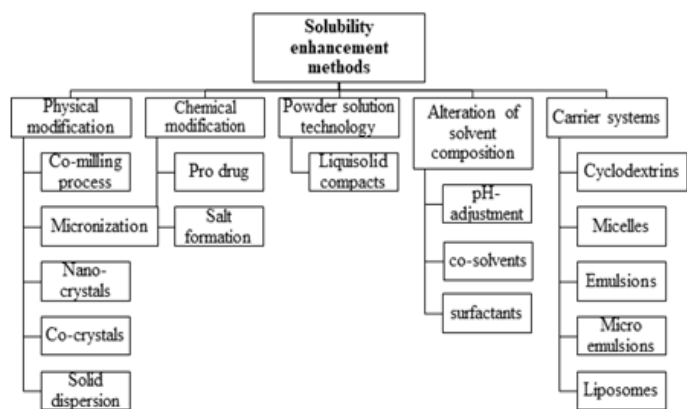 Solubility
enhancement
methods
Physical
modification
Chemical
modification
Powder solution
technology
Alteration of
solvent
composition
Carrier systems
Co-milling
process
Micronization
Nano-
crystals
Co-crystals
Solid
dispersion
Pro drug
Salt
formation
Liquisolid
compacts
pH-
adjustment
co-solvents
surfactants
Cyclodextrins
Micelles
Emulsions
Micro
emulsions
Liposomes